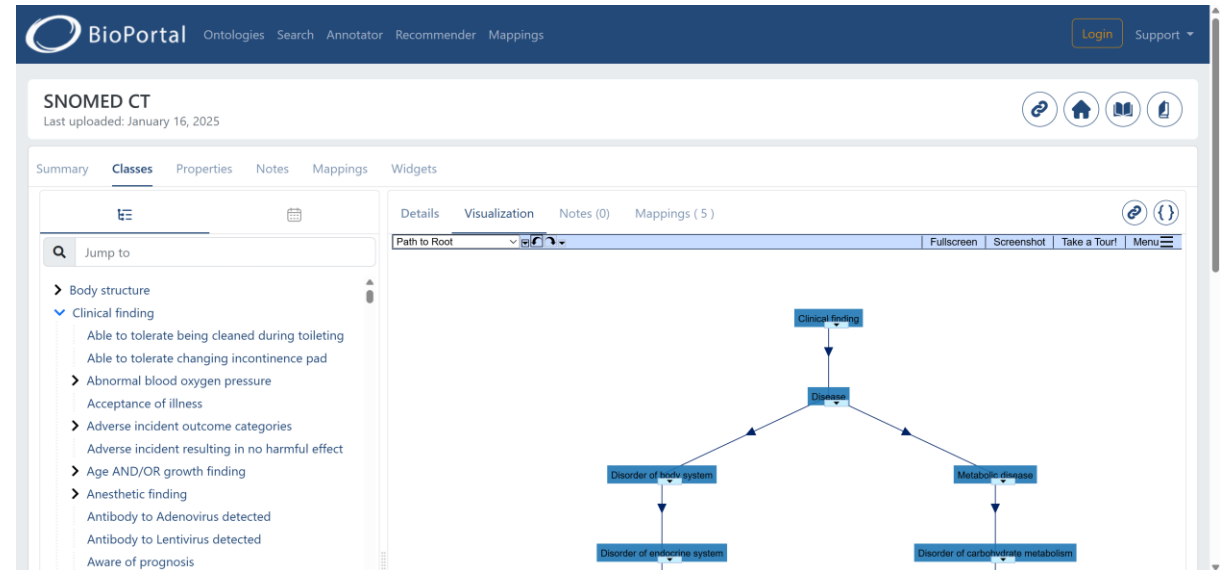 BioPortal Ontologies Search Annotator Recommender Mappings Login Support
SNOMED CT
Last uploaded: January 16, 2025
Summary Classes Properties Notes Mappings Widgets
Details Visualization Notes (0) Mappings ( 5 )
Jump to
Path to Root Fullscreen Screenshot Take a Tour! Menu
Body structure
Clinical finding
Able to tolerate being cleaned during toileting
Able to tolerate changing incontinence pad
Abnormal blood oxygen pressure
Acceptance of illness
Adverse incident outcome categories
Adverse incident resulting in no harmful effect
Age AND/OR growth finding
Anesthetic finding
Antibody to Adenovirus detected
Antibody to Lentivirus detected
Aware of prognosis
Clinical finding
Disease
Disorder of body system
Metabolic disease
Disorder of endocrine system
Disorder of carbohydrate metabolism